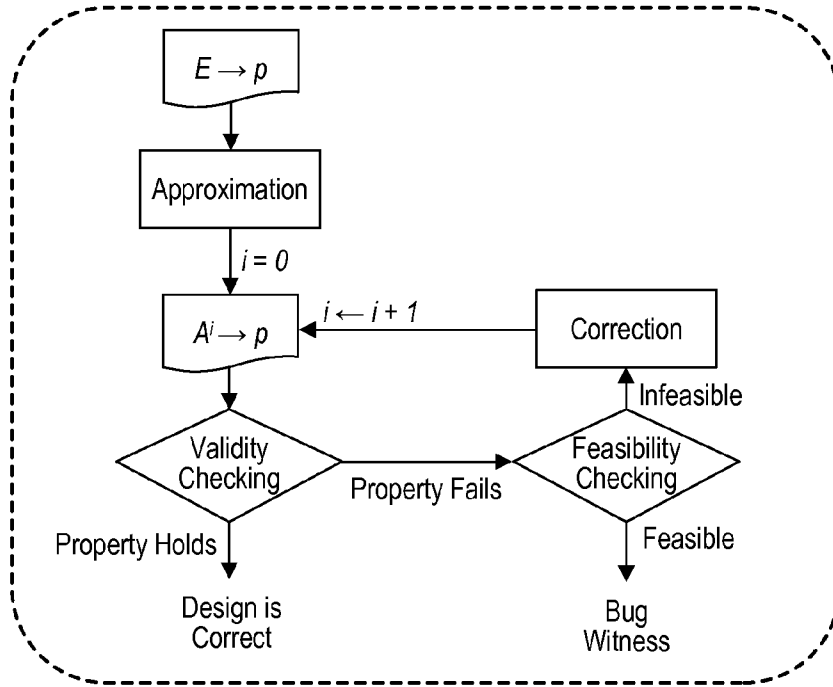 E → p
Approximation
i = 0
Aⁱ → p
i ← i + 1
Correction
Infeasible
Validity
Checking
Property Fails
Feasibility
Checking
Property Holds
Feasible
Design is
Correct
Bug
Witness